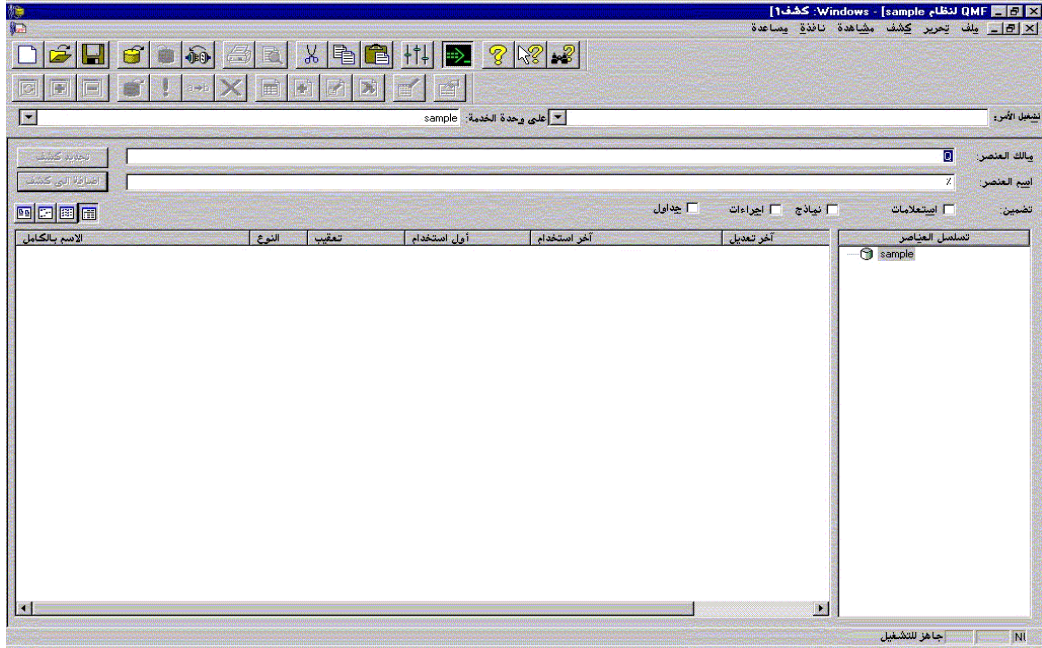 QMF لنظام Windows - [sample: كشف1]
ملف تحرير كشف مشاهدة نافذة مساعدة
تشغيل الأمر: على وحدة الخدمة: sample
مالك العنصر: Q تجديد كشف
اسم العنصر: % اضافة الى كشف
تضمين: استعلامات نماذج اجراءات جداول
تسلسل العناصر آخر تعديل آخر استخدام أول استخدام تعقيب النوع الاسم بالكامل
sample
جاهز للتشغيل NI